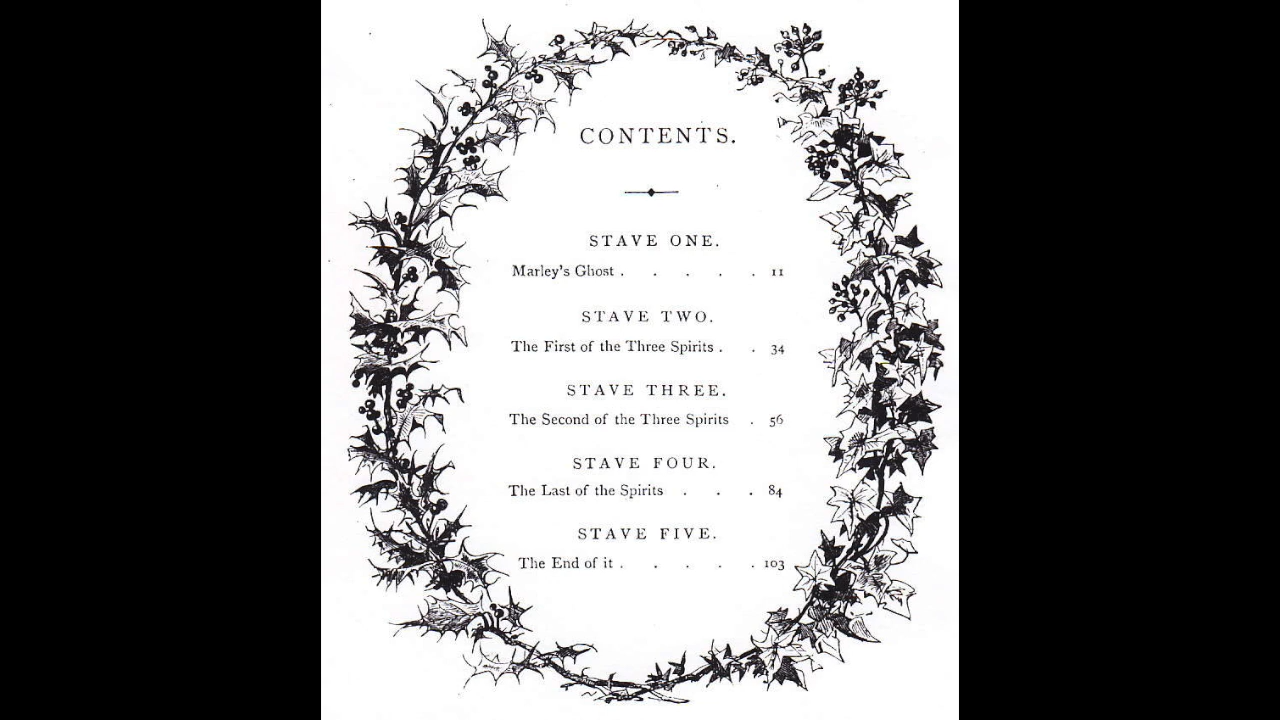 CONTENTS.
STAVE ONE.
Marley's Ghost . . . . . 11
STAVE TWO.
The First of the Three Spirits . . 34
STAVE THREE.
The Second of the Three Spirits . 56
STAVE FOUR.
The Last of the Spirits . . . 84
STAVE FIVE.
The End of it . . . . . 103